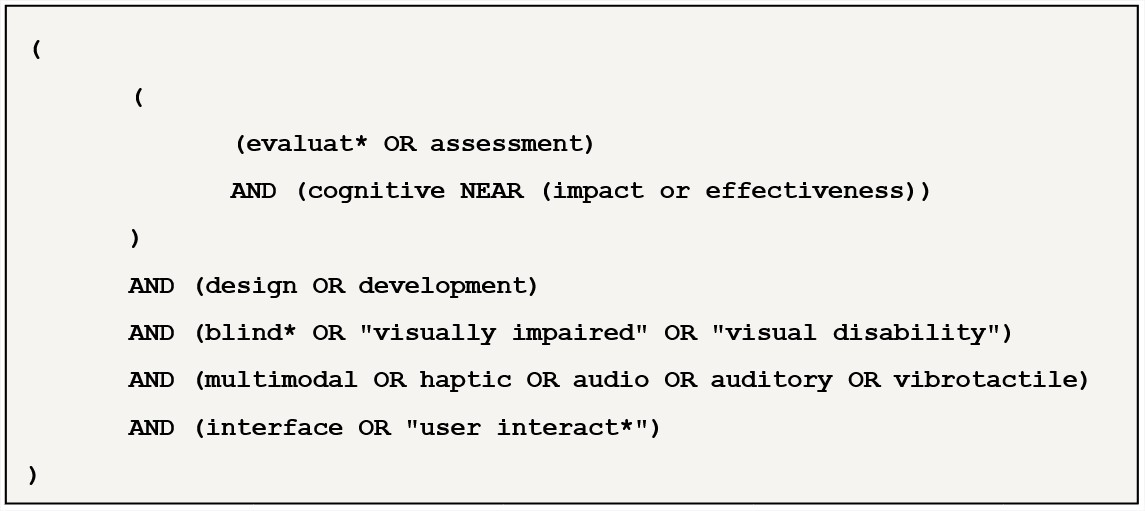 (
(
(evaluat* OR assessment)
AND (cognitive NEAR (impact or effectiveness))
)
AND (design OR development)
AND (blind* OR "visually impaired" OR "visual disability")
AND (multimodal OR haptic OR audio OR auditory OR vibrotactile)
AND (interface OR "user interact*")
)